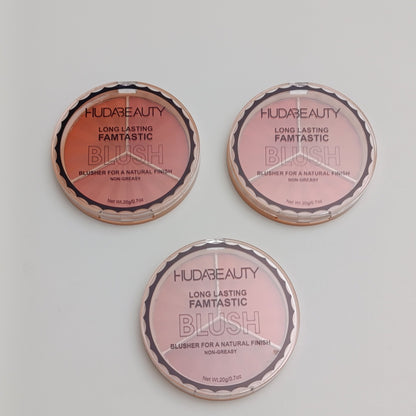 HUDABEAUTY
LONG LASTING
FAMTASTIC
BLUSH
BLUSHER FOR A NATURAL FINISH
NON-GREASY
Net Wt.20g/0.7oz
HUDABEAUTY
LONG LASTING
FAMTASTIC
BLUSH
BLUSHER FOR A NATURAL FINISH
NON-GREASY
Net Wt.20g/0.7oz
HUDABEAUTY
LONG LASTING
FAMTASTIC
BLUSH
BLUSHER FOR A NATURAL FINISH
NON-GREASY
Net Wt.20g/0.7oz